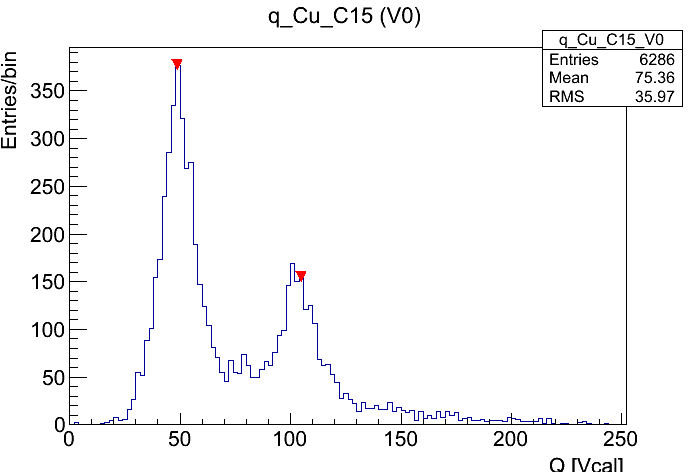 q_Cu_C15 (V0)
q_Cu_C15_V0
Entries 6286
Mean 75.36
RMS 35.97
Entries/bin
350
300
250
200
150
100
50
0
0 50 100 150 200 250
Q [Vcal]